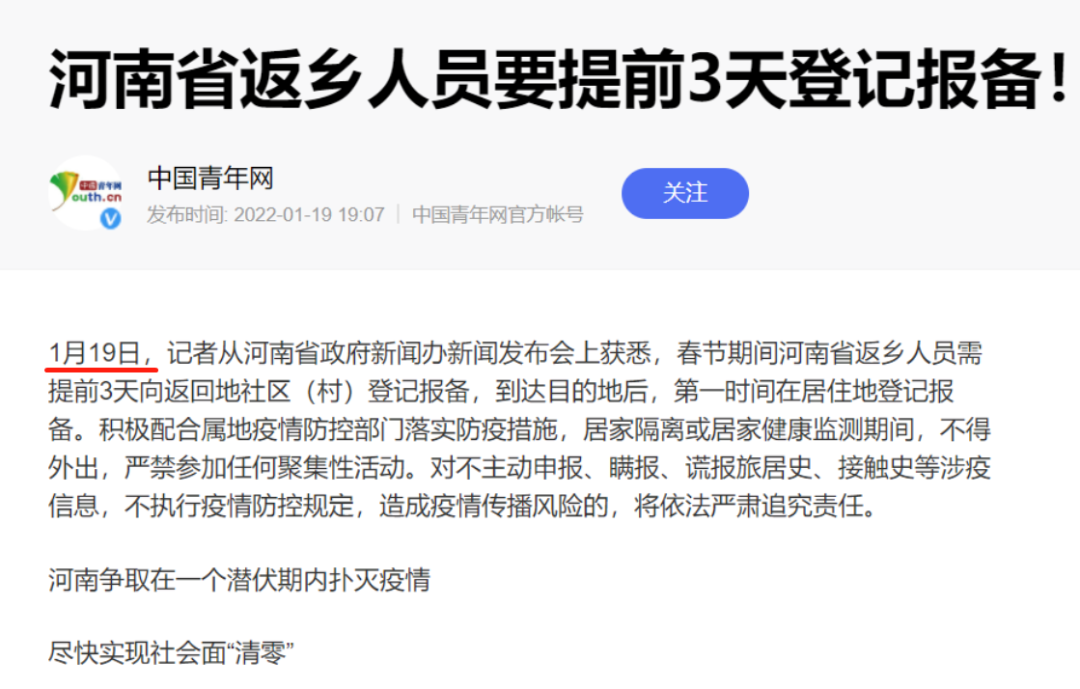 河南省返乡人员要提前3天登记报备！
中国青年网
outh.cn
中国青年网
发布时间: 2022-01-19 19:07
中国青年网官方帐号
关注
1月19日，记者从河南省政府新闻办新闻发布会上获悉，春节期间河南省返乡人员需
提前3天向返回地社区（村）登记报备，到达目的地后，第一时间在居住地登记报
备。积极配合属地疫情防控部门落实防疫措施，居家隔离或居家健康监测期间，不得
外出，严禁参加任何聚集性活动。对不主动申报、瞒报、谎报旅居史、接触史等涉疫
信息，不执行疫情防控规定，造成疫情传播风险的，将依法严肃追究责任。
河南争取在一个潜伏期内扑灭疫情
尽快实现社会面“清零”